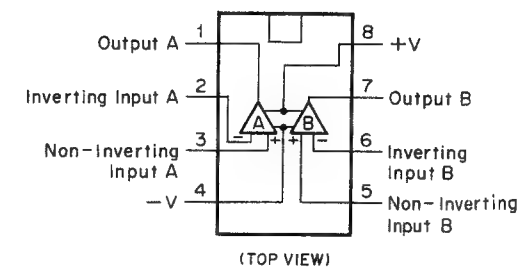 1
Output A
8
+V
2
Inverting Input A
7
Output B
A
B
- + + -
3
Non-Inverting
Input A
6
Inverting
Input B
4
-V
5
Non-Inverting
Input B
(TOP VIEW)